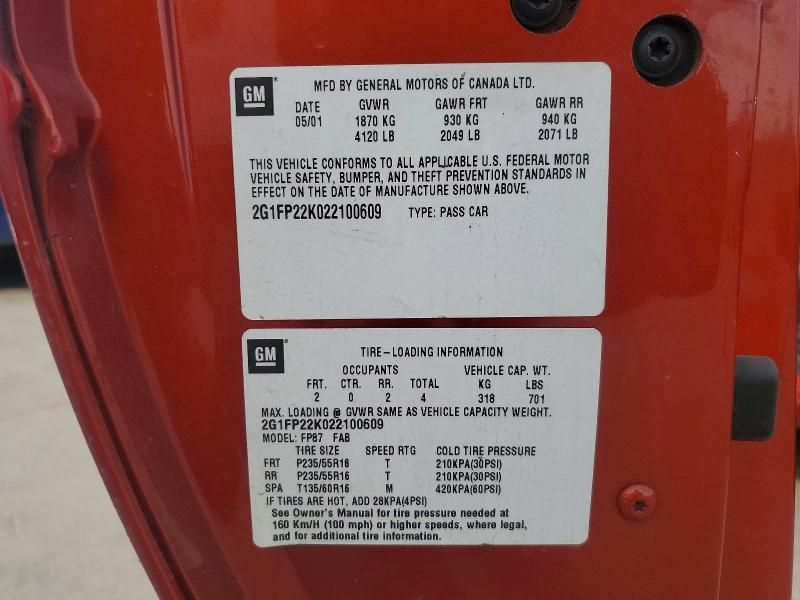 GM
MFD BY GENERAL MOTORS OF CANADA LTD.
DATE GVWR GAWR FRT GAWR RR
05/01 1870 KG 930 KG 940 KG
4120 LB 2049 LB 2071 LB
THIS VEHICLE CONFORMS TO ALL APPLICABLE U.S. FEDERAL MOTOR
VEHICLE SAFETY, BUMPER, AND THEFT PREVENTION STANDARDS IN
EFFECT ON THE DATE OF MANUFACTURE SHOWN ABOVE.
2G1FP22K022100609 TYPE: PASS CAR
GM
TIRE-LOADING INFORMATION
OCCUPANTS VEHICLE CAP. WT.
FRT. CTR. RR. TOTAL KG LBS
2 0 2 4 318 701
MAX. LOADING @ GVWR SAME AS VEHICLE CAPACITY WEIGHT.
2G1FP22K022100609
MODEL: FP87 FAB
TIRE SIZE SPEED RTG COLD TIRE PRESSURE
FRT P235/55R16 T 210KPA(30PSI)
RR P235/55R16 T 210KPA(30PSI)
SPA T135/60R16 M 420KPA(60PSI)
IF TIRES ARE HOT, ADD 28KPA(4PSI)
See Owner's Manual for tire pressure needed at
160 Km/H (100 mph) or higher speeds, where legal,
and for additional tire information.